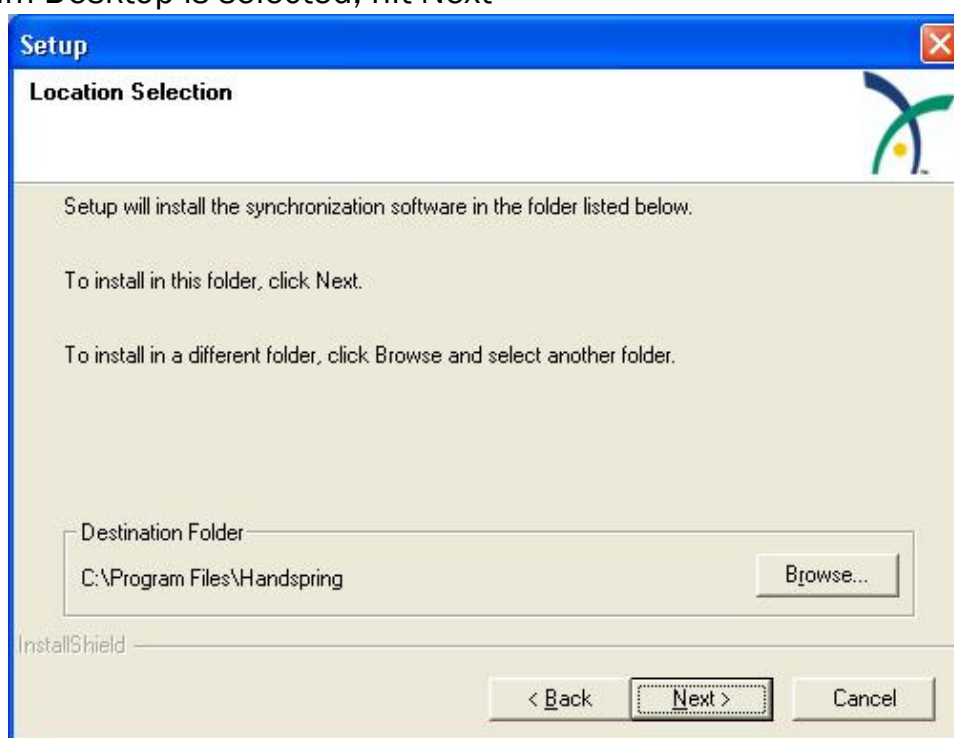 Desktop is selected, hit Next
Setup
Location Selection
Setup will install the synchronization software in the folder listed below.
To install in this folder, click Next.
To install in a different folder, click Browse and select another folder.
Destination Folder
C:\Program Files\Handspring
Browse...
InstallShield
< Back
Next >
Cancel